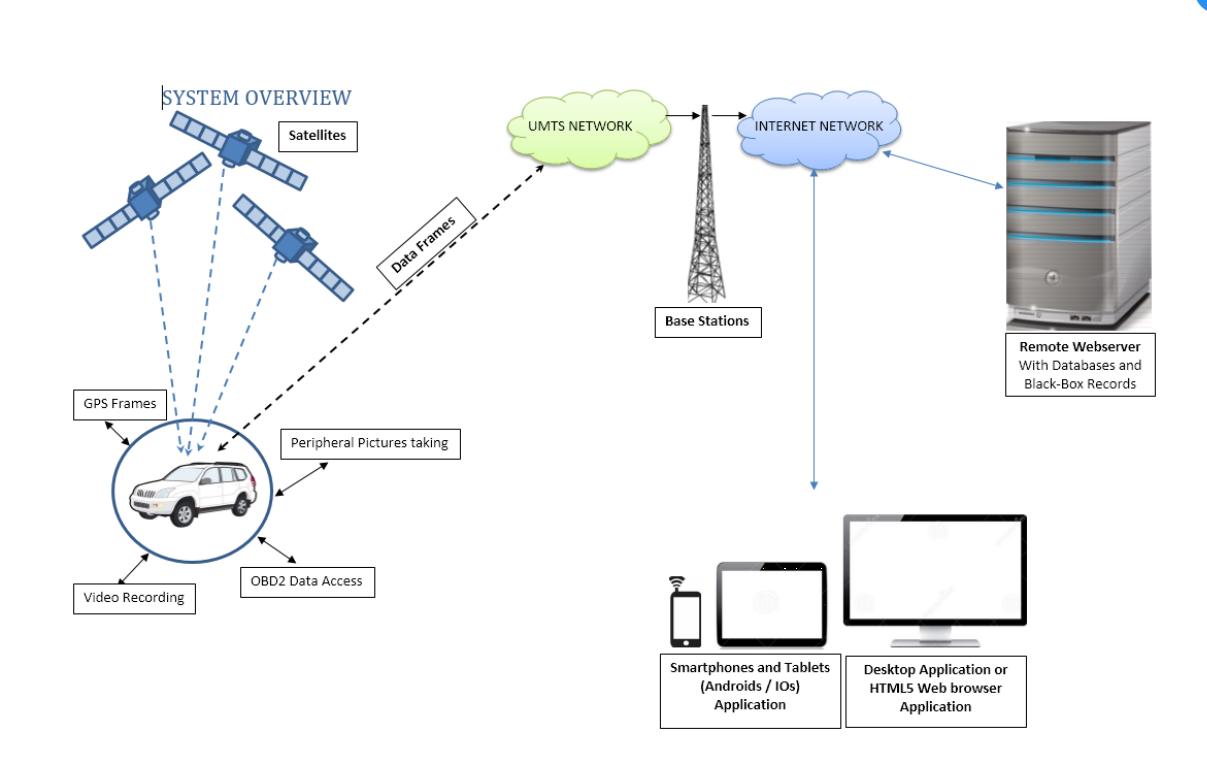 SYSTEM OVERVIEW
Satellites
UMTS NETWORK
INTERNET NETWORK
Data Frames
Base Stations
Remote Webserver
With Databases and
Black-Box Records
GPS Frames
Peripheral Pictures taking
OBD2 Data Access
Video Recording
Smartphones and Tablets
(Androids / IOs)
Application
Desktop Application or
HTML5 Web browser
Application